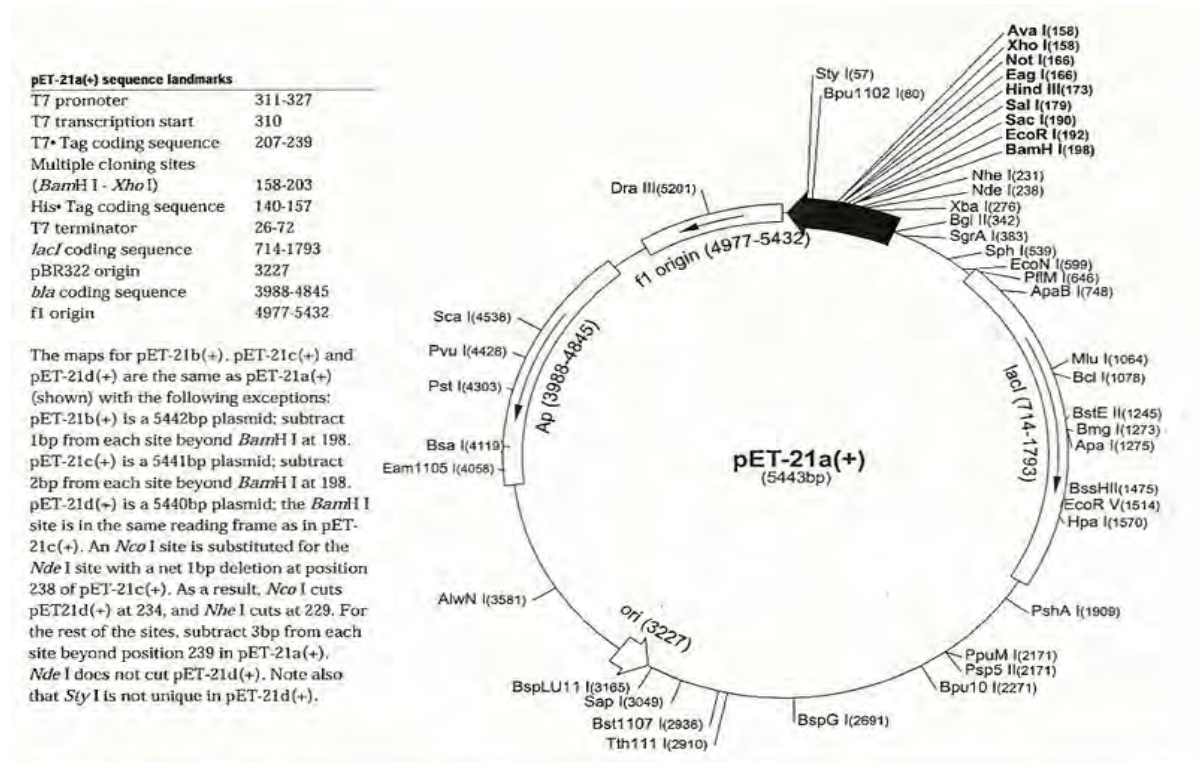 pET-21a(+) sequence landmarks
T7 promoter 311-327
T7 transcription start 310
T7• Tag coding sequence 207-239
Multiple cloning sites
(BamH I - Xho I) 158-203
His• Tag coding sequence 140-157
T7 terminator 26-72
lacI coding sequence 714-1793
pBR322 origin 3227
bla coding sequence 3988-4845
f1 origin 4977-5432
The maps for pET-21b(+), pET-21c(+) and
pET-21d(+) are the same as pET-21a(+)
(shown) with the following exceptions:
pET-21b(+) is a 5442bp plasmid; subtract
1bp from each site beyond BamH I at 198.
pET-21c(+) is a 5441bp plasmid; subtract
2bp from each site beyond BamH I at 198.
pET-21d(+) is a 5440bp plasmid; the BamH I
site is in the same reading frame as in pET-
21c(+). An Nco I site is substituted for the
Nde I site with a net 1bp deletion at position
238 of pET-21c(+). As a result, Nco I cuts
pET21d(+) at 234, and Nhe I cuts at 229. For
the rest of the sites, subtract 3bp from each
site beyond position 239 in pET-21a(+).
Nde I does not cut pET-21d(+). Note also
that Sty I is not unique in pET-21d(+).
Ava I(158)
Xho I(158)
Not I(166)
Eag I(166)
Hind III(173)
Sal I(179)
Sac I(190)
EcoR I(192)
BamH I(198)
Nhe I(231)
Nde I(238)
Xba I(276)
Bgl II(342)
SgrA I(383)
Sph I(539)
EcoN I(599)
PflM I(646)
ApaB I(748)
Mlu I(1064)
Bcl I(1078)
BstE II(1245)
Bmg I(1273)
Apa I(1275)
BssHII(1475)
EcoR V(1514)
Hpa I(1570)
PshA I(1909)
PpuM I(2171)
Psp5 II(2171)
Bpu10 I(2271)
BspG I(2691)
Tth111 I(2910)
Bst1107 I(2936)
Sap I(3049)
BspLU11 I(3165)
AlwN I(3581)
Eam1105 I(4058)
Bsa I(4119)
Pst I(4303)
Pvu I(4428)
Sca I(4538)
Dra III(5201)
Sty I(57)
Bpu1102 I(80)
f1 origin (4977-5432)
lacI (714-1793)
ori (3227)
Ap (3988-4845)
pET-21a(+)
(5443bp)